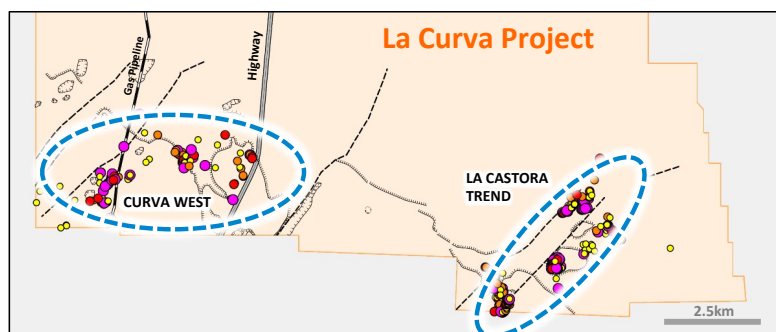 La Curva Project
Gas Pipeline
Highway
CURVA WEST
LA CASTORA
TREND
2.5km